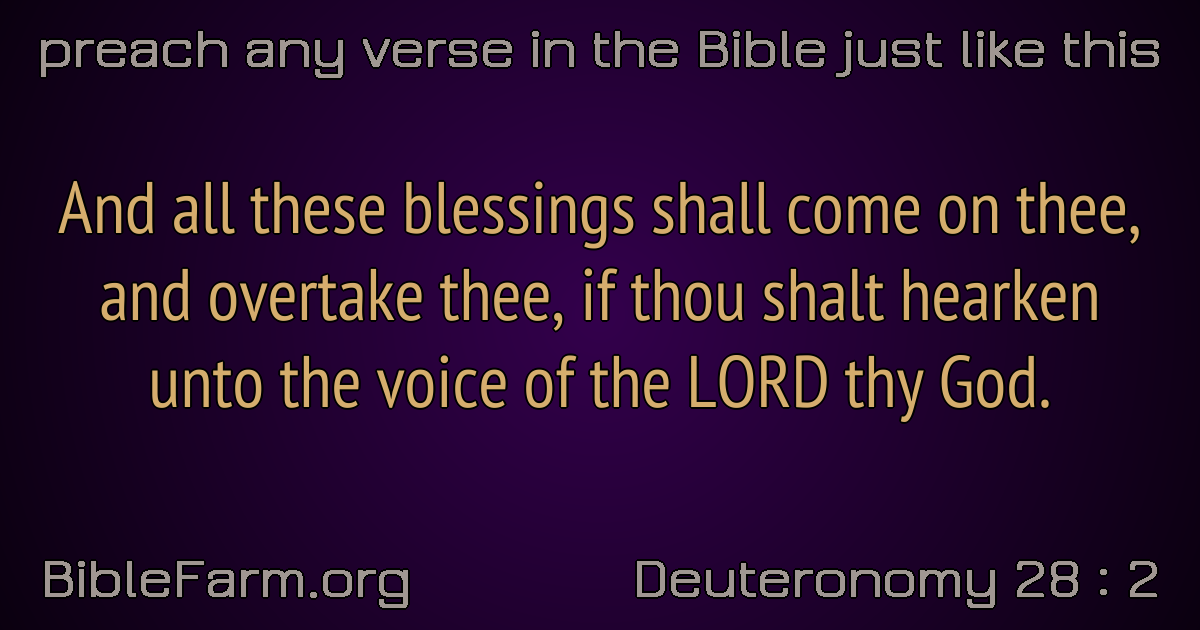 preach any verse in the Bible just like this
And all these blessings shall come on thee,
and overtake thee, if thou shalt hearken
unto the voice of the LORD thy God.
BibleFarm.org
Deuteronomy 28 : 2